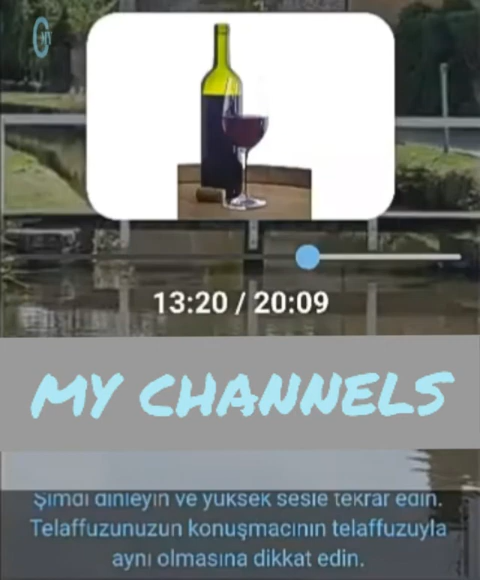 MY
13:20 / 20:09
MY CHANNELS
Şimdi dinleyin ve yüksek sesle tekrar edin.
Telaffuzunuzun konuşmacının telaffuzuyla
aynı olmasına dikkat edin.